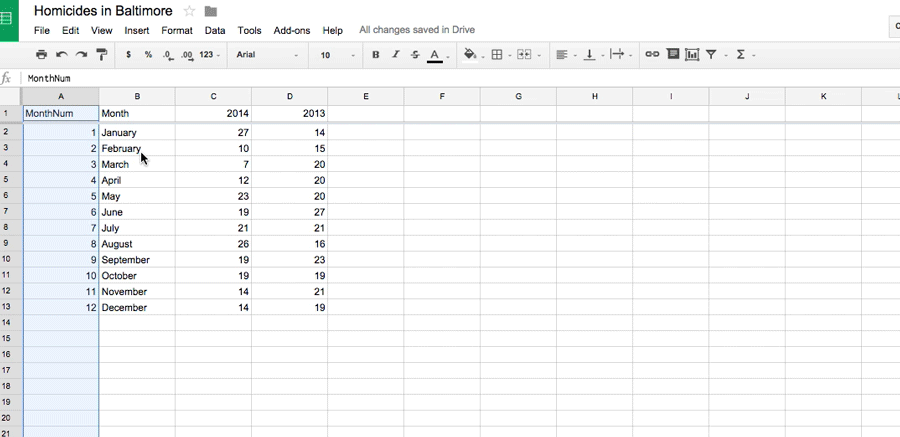 Homicides in Baltimore
File Edit View Insert Format Data Tools Add-ons Help All changes saved in Drive
$ % .0 .00 123 Arial 10 B I S A Σ
fx MonthNum
A B C D E F G H I J K L
1 MonthNum Month 2014 2013
2 1 January 27 14
3 2 February 10 15
4 3 March 7 20
5 4 April 12 20
6 5 May 23 20
7 6 June 19 27
8 7 July 21 21
9 8 August 26 16
10 9 September 19 23
11 10 October 19 19
12 11 November 14 21
13 12 December 14 19
14
15
16
17
18
19
20
21